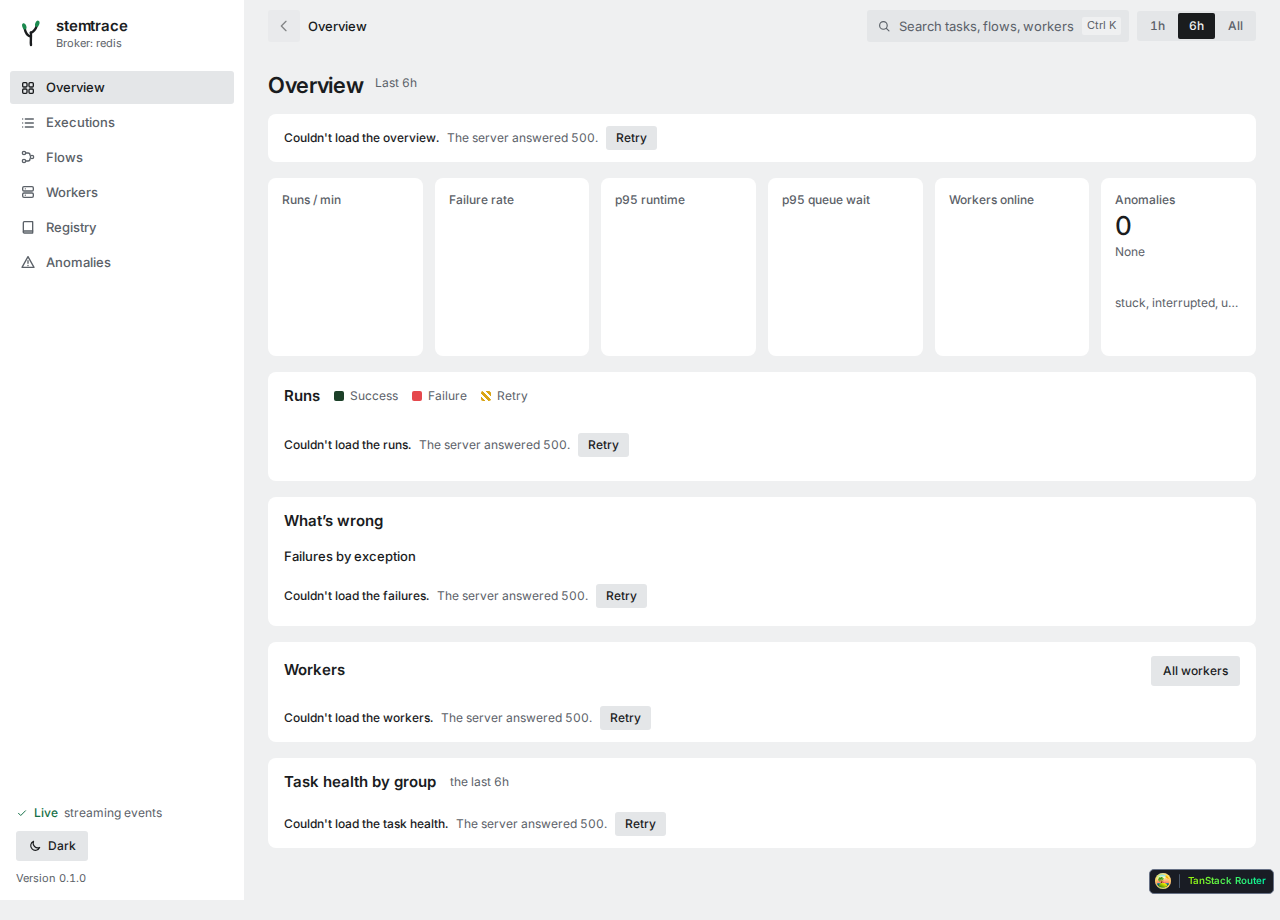 stemtrace
Broker: redis
Overview
Executions
Flows
Workers
Registry
Anomalies
Live streaming events
Dark
Version 0.1.0
Overview
Search tasks, flows, workers Ctrl K
1h 6h All
Overview Last 6h
Couldn't load the overview. The server answered 500. Retry
Runs / min
Failure rate
p95 runtime
p95 queue wait
Workers online
Anomalies
0
None
stuck, interrupted, u...
Runs Success Failure Retry
Couldn't load the runs. The server answered 500. Retry
What's wrong
Failures by exception
Couldn't load the failures. The server answered 500. Retry
Workers All workers
Couldn't load the workers. The server answered 500. Retry
Task health by group the last 6h
Couldn't load the task health. The server answered 500. Retry
TanStack Router